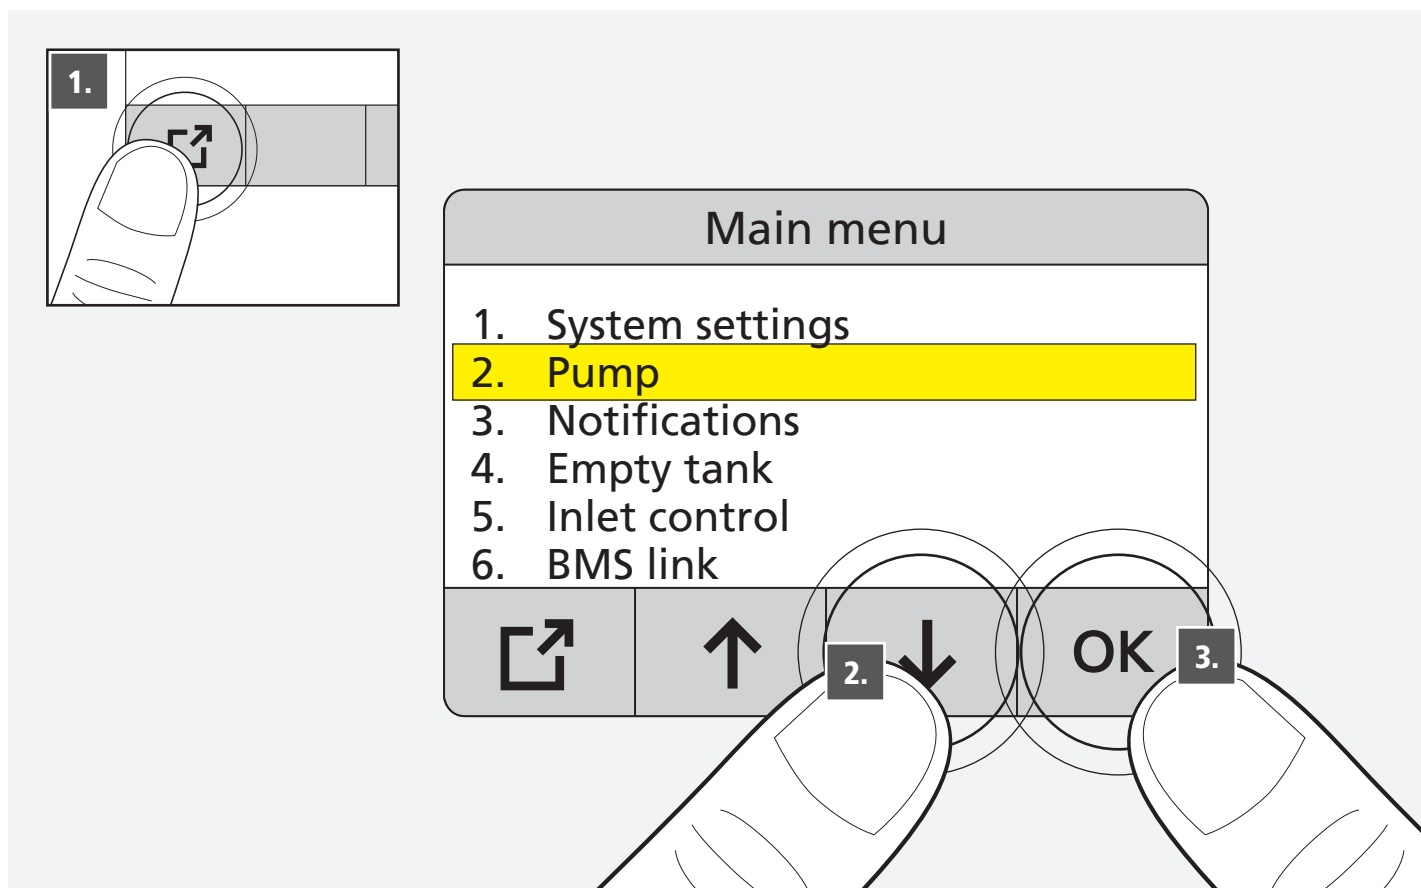 1.
Main menu
1. System settings
2. Pump
3. Notifications
4. Empty tank
5. Inlet control
6. BMS link
2.
OK
3.